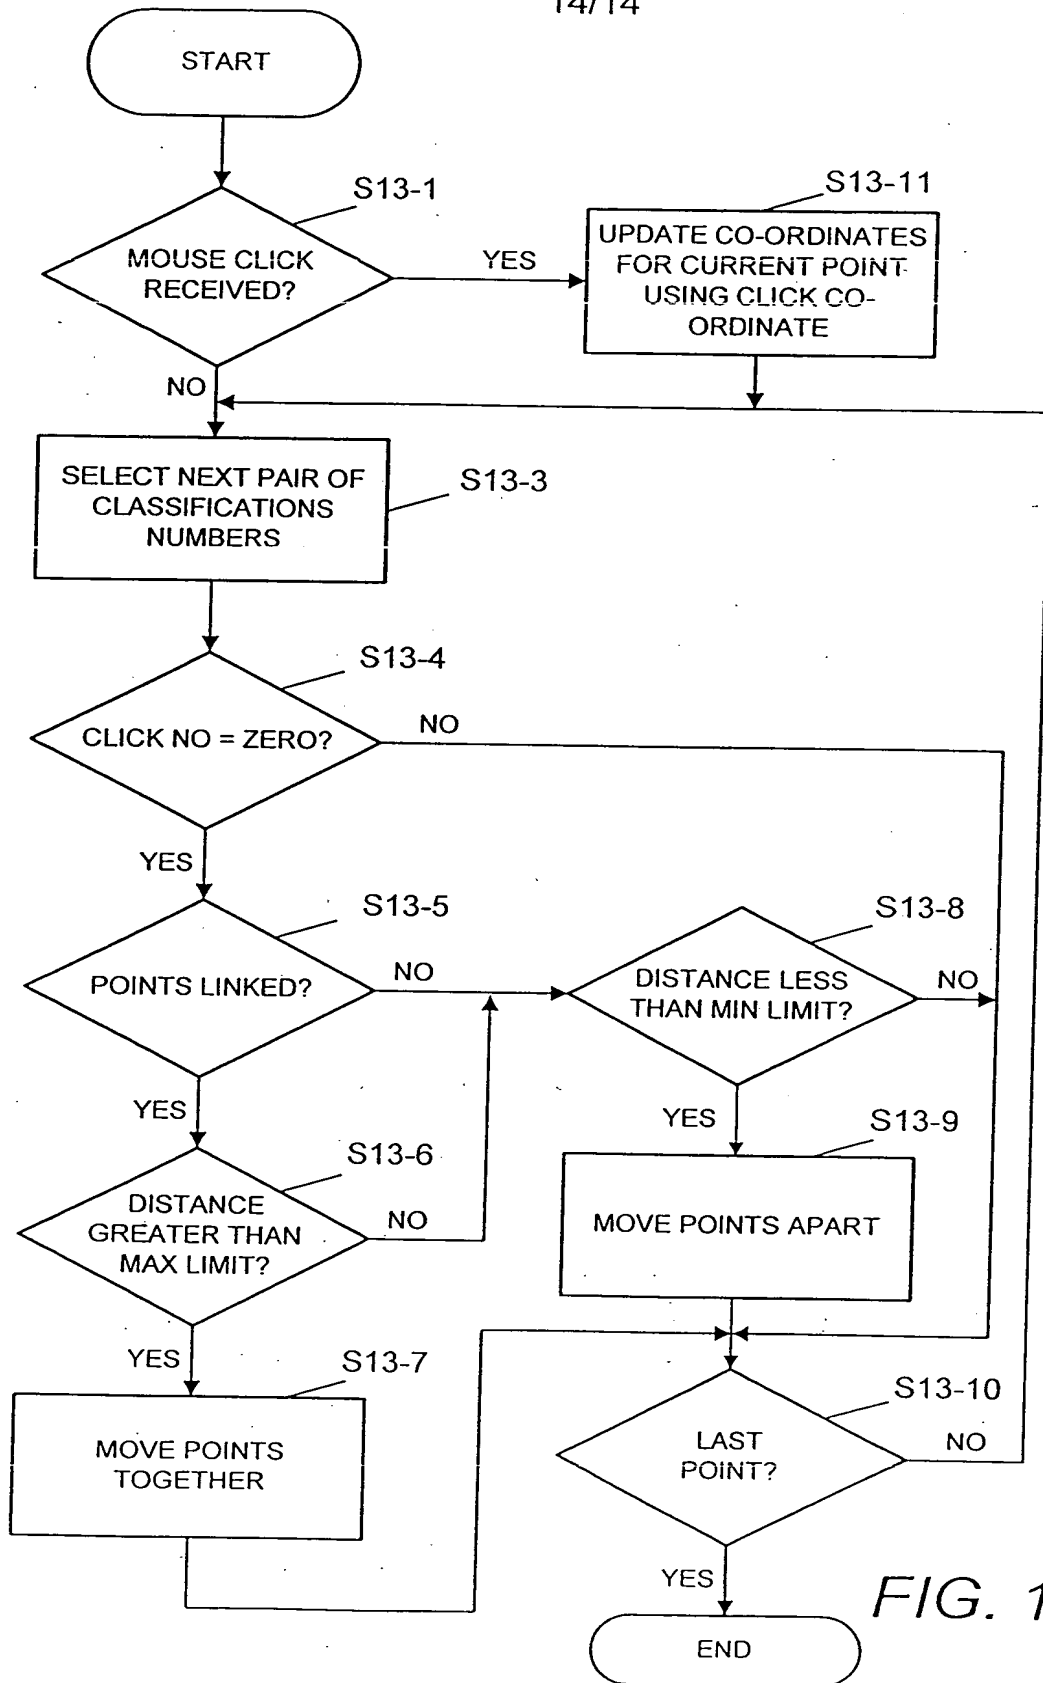 14/14
START
S13-1
MOUSE CLICK
RECEIVED?
YES
S13-11
UPDATE CO-ORDINATES
FOR CURRENT POINT
USING CLICK CO-
ORDINATE
NO
SELECT NEXT PAIR OF
CLASSIFICATIONS
NUMBERS
S13-3
S13-4
CLICK NO = ZERO?
NO
YES
S13-5
POINTS LINKED?
NO
S13-8
DISTANCE LESS
THAN MIN LIMIT?
NO
YES
YES
S13-6
DISTANCE
GREATER THAN
MAX LIMIT?
NO
S13-9
MOVE POINTS APART
YES
S13-7
MOVE POINTS
TOGETHER
S13-10
LAST
POINT?
NO
YES
END
FIG. 1